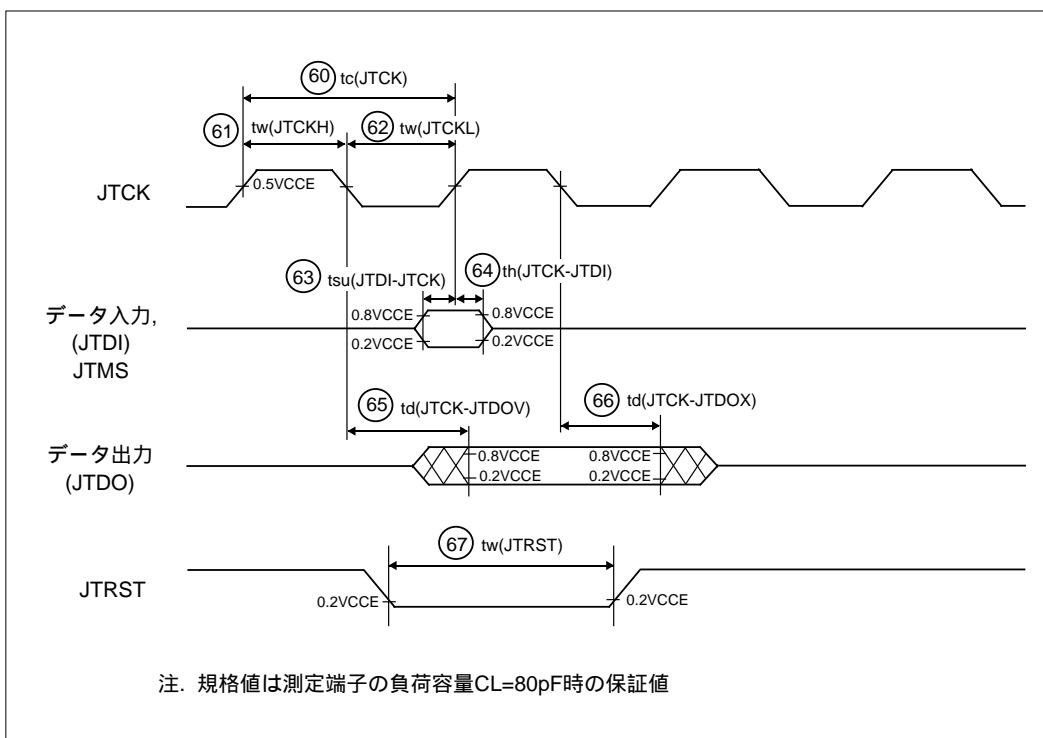 60 tc(JTCK)
61 tw(JTCKH) 62 tw(JTCKL)
JTCK
0.5VCCE
63 tsu(JTDI-JTCK) 64 th(JTCK-JTDI)
データ入力,
(JTDI)
JTMS
0.8VCCE 0.8VCCE
0.2VCCE 0.2VCCE
65 td(JTCK-JTDOV) 66 td(JTCK-JTDOX)
データ出力
(JTDO)
0.8VCCE 0.8VCCE
0.2VCCE 0.2VCCE
67 tw(JTRST)
JTRST
0.2VCCE 0.2VCCE
注. 規格値は測定端子の負荷容量CL=80pF時の保証値